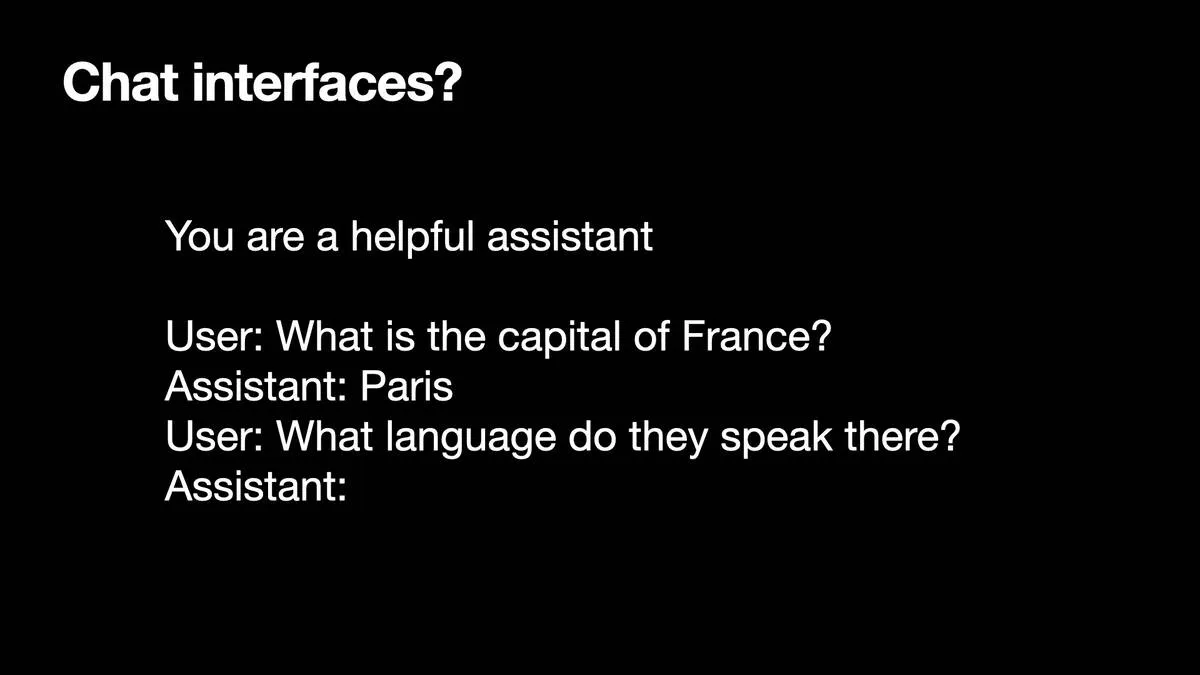 Chat interfaces?
You are a helpful assistant
User: What is the capital of France?
Assistant: Paris
User: What language do they speak there?
Assistant: